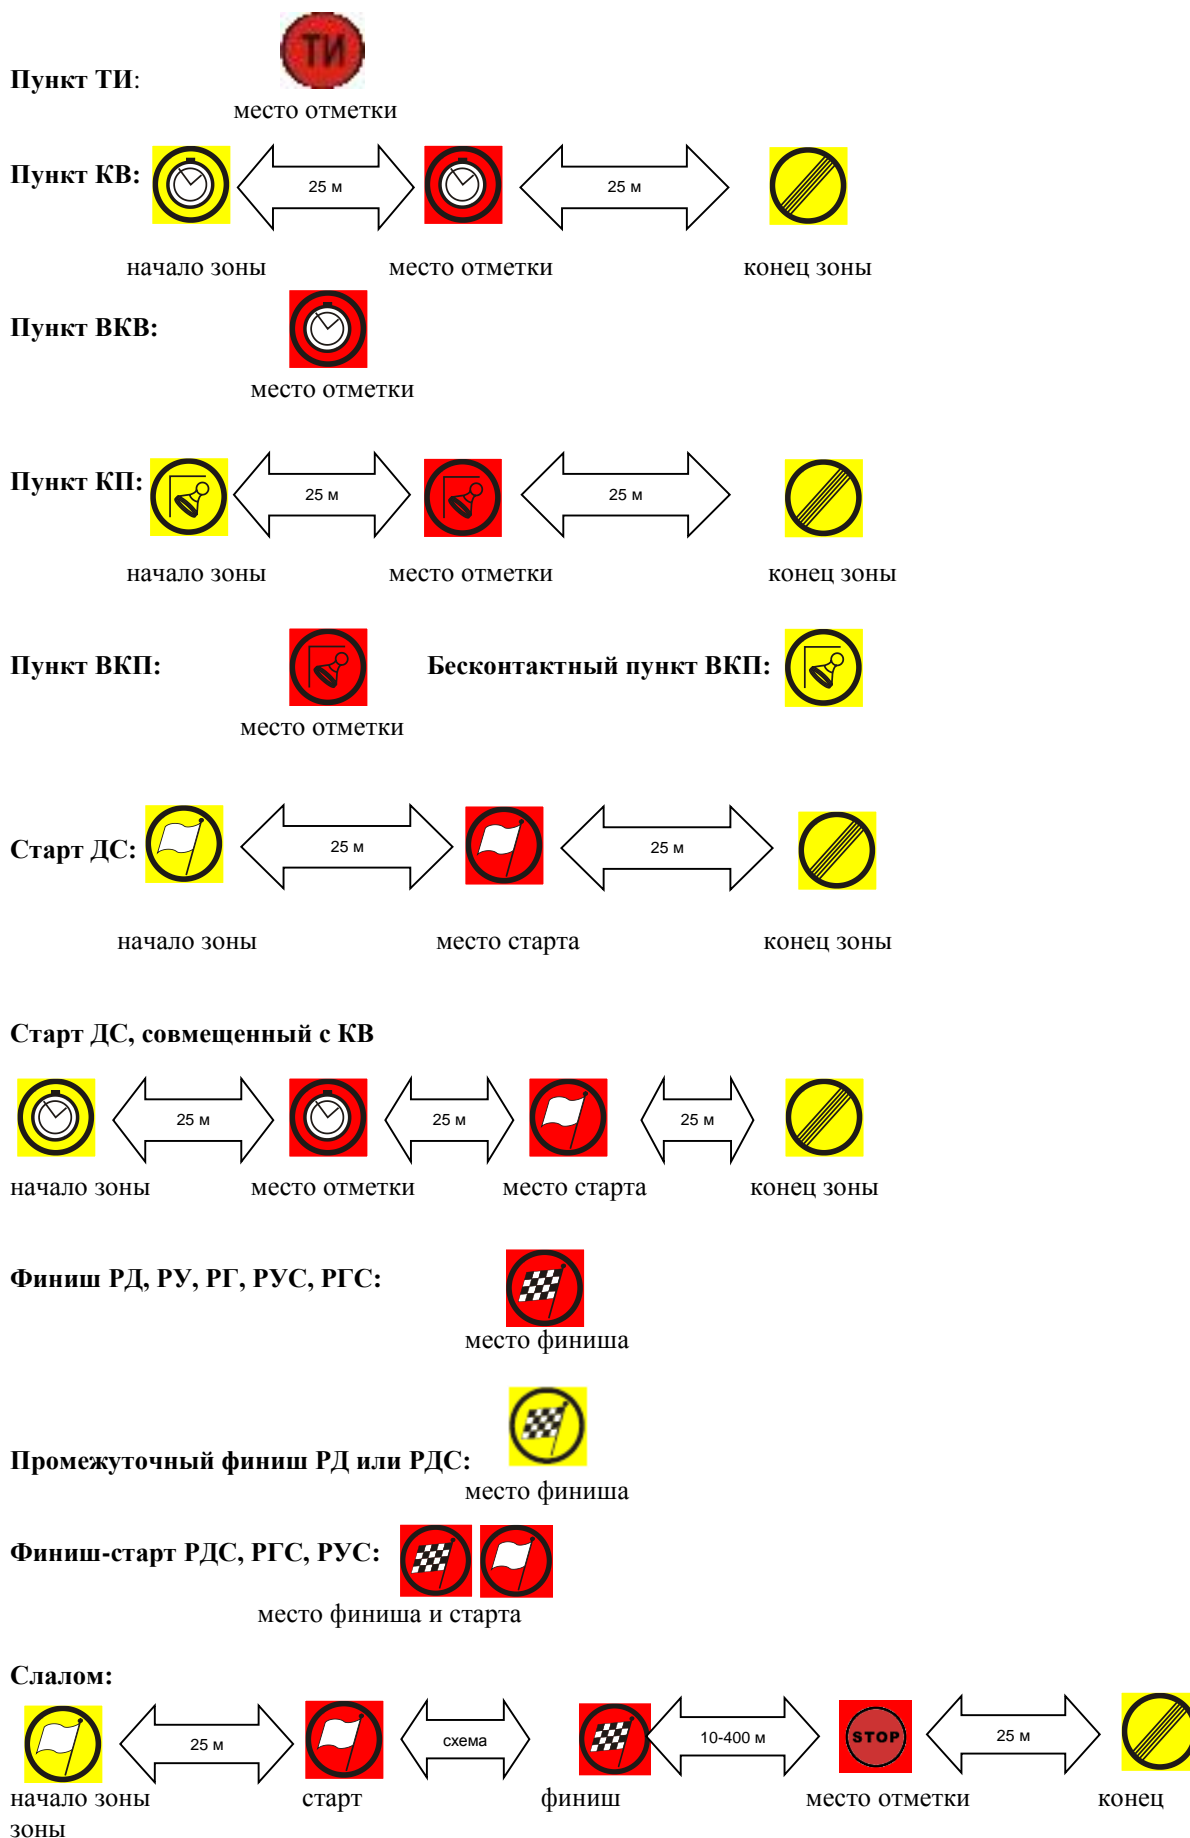 ТИ
Пункт ТИ:
место отметки
Пункт КВ: 25 м 25 м
начало зоны место отметки конец зоны
Пункт ВКВ:
место отметки
Пункт КП: 25 м 25 м
начало зоны место отметки конец зоны
Пункт ВКП: Бесконтактный пункт ВКП:
место отметки
Старт ДС: 25 м 25 м
начало зоны место старта конец зоны
Старт ДС, совмещенный с КВ
25 м 25 м 25 м
начало зоны место отметки место старта конец зоны
Финиш РД, РУ, РГ, РУС, РГС:
место финиша
Промежуточный финиш РД или РДС:
место финиша
Финиш-старт РДС, РГС, РУС:
место финиша и старта
Слалом:
25 м схема 10-400 м STOP 25 м
начало зоны старт финиш место отметки конец
зоны